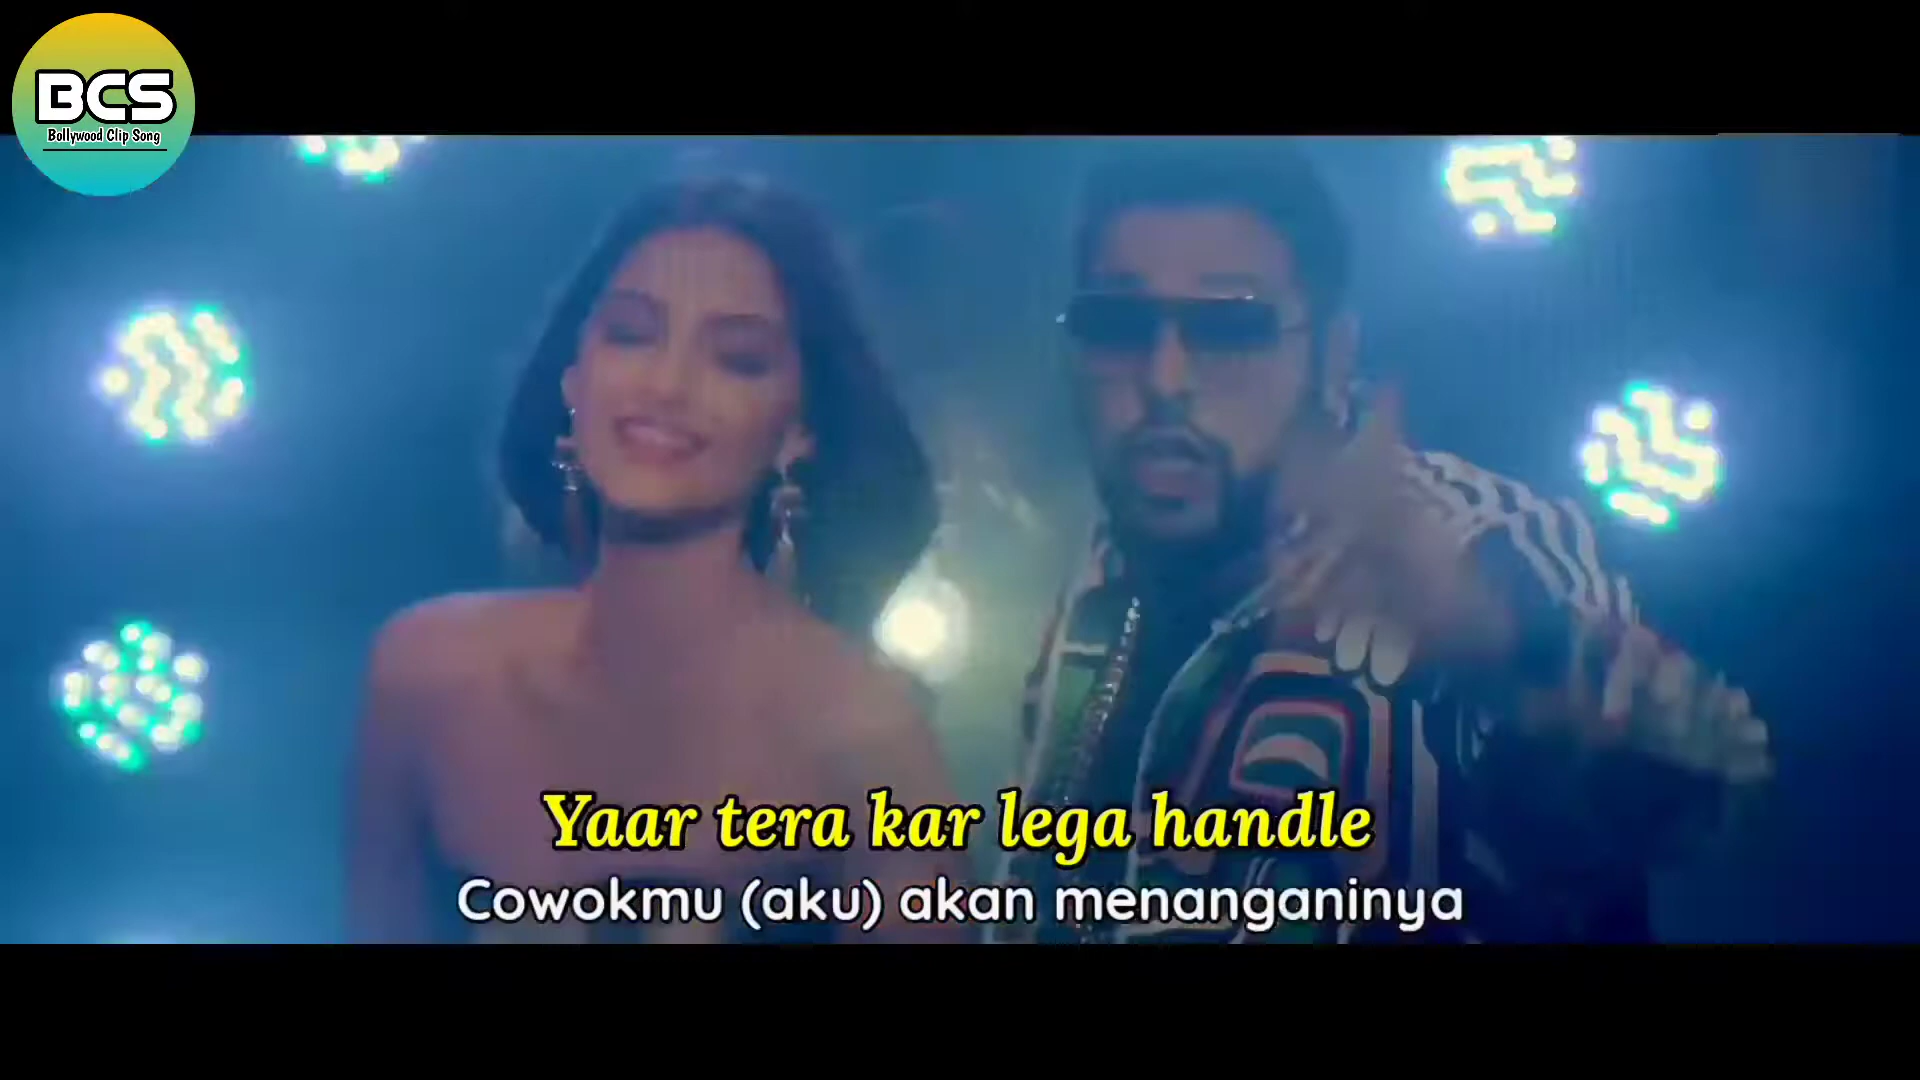 BCS
Bollywood Clip Song
Yaar tera kar lega handle
Cowokmu (aku) akan menanganinya